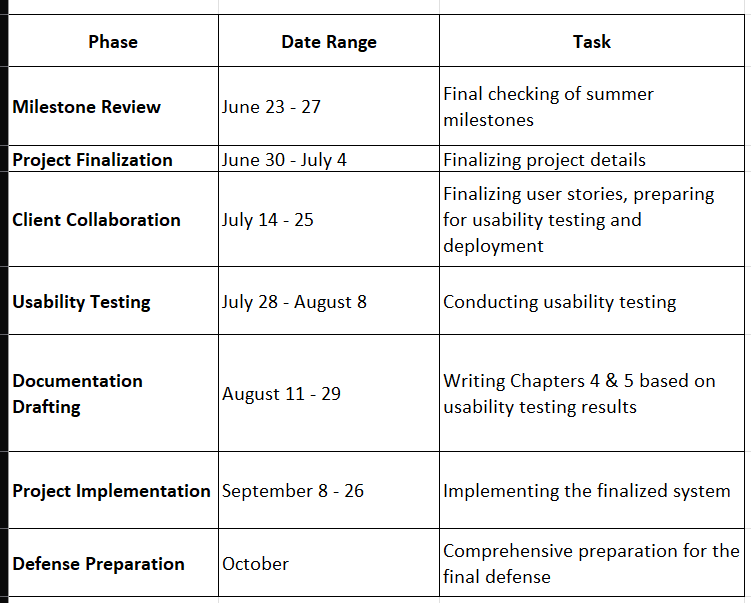 Phase Date Range Task
Milestone Review June 23 - 27 Final checking of summer
milestones
Project Finalization June 30 - July 4 Finalizing project details
Client Collaboration July 14 - 25 Finalizing user stories, preparing
for usability testing and
deployment
Usability Testing July 28 - August 8 Conducting usability testing
Documentation
Drafting August 11 - 29 Writing Chapters 4 & 5 based on
usability testing results
Project Implementation September 8 - 26 Implementing the finalized system
Defense Preparation October Comprehensive preparation for the
final defense